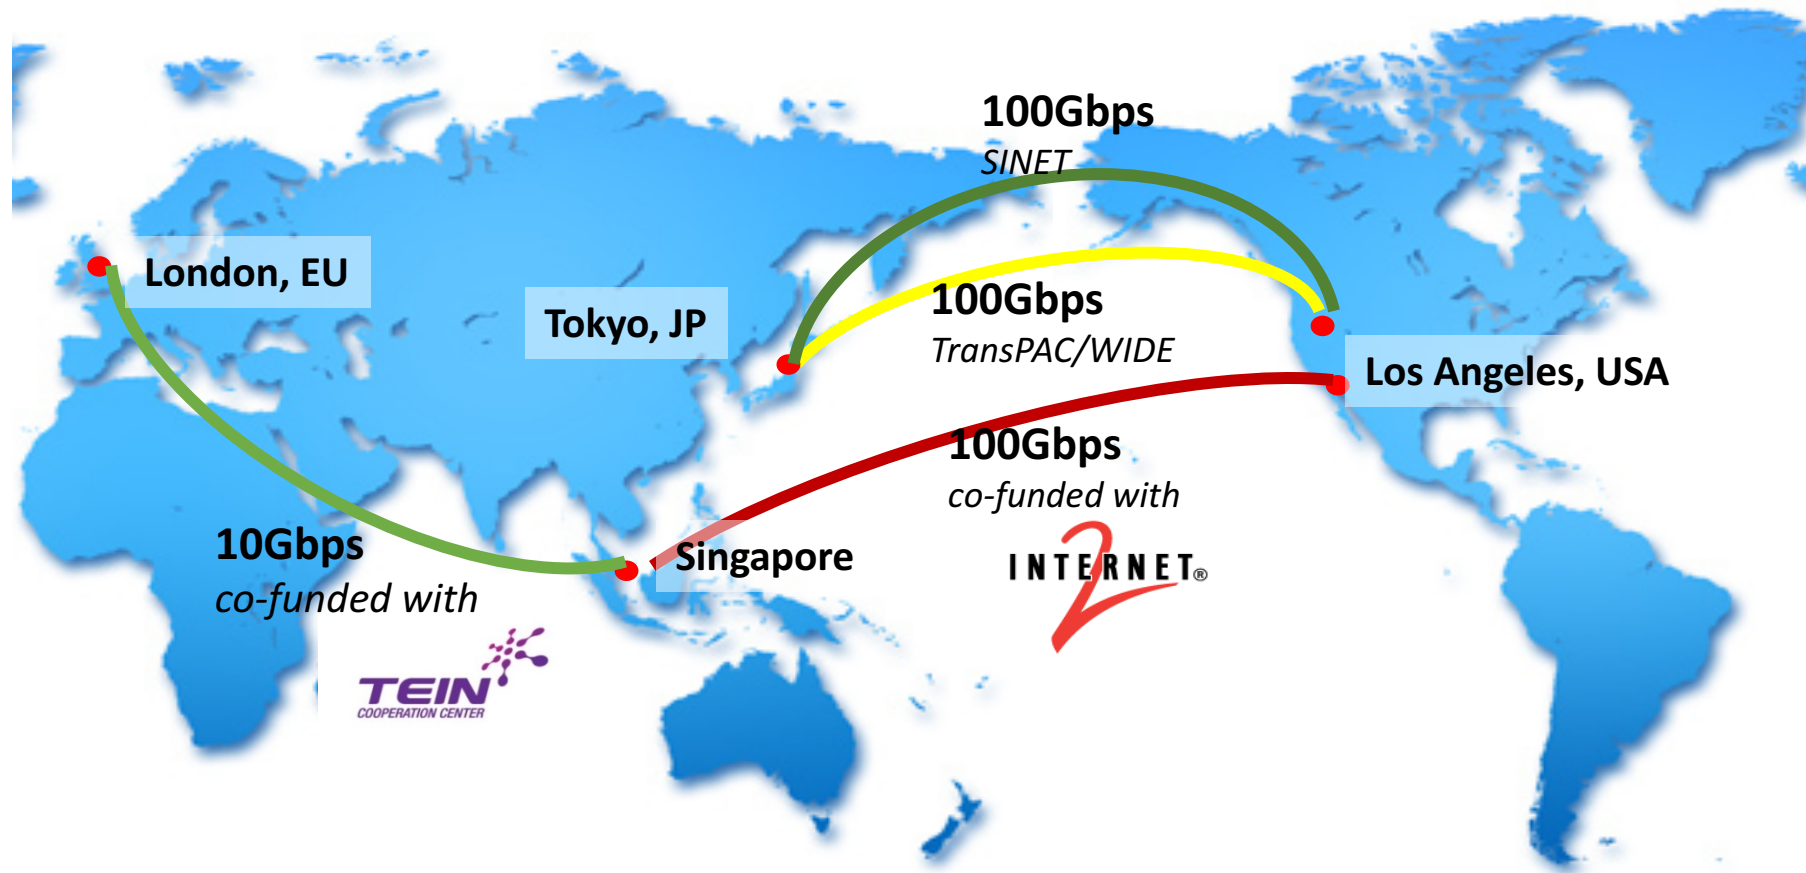 100Gbps
SINET
London, EU
Tokyo, JP
100Gbps
TransPAC/WIDE
Los Angeles, USA
100Gbps
co-funded with
INTERNET®
2
Singapore
10Gbps
co-funded with
TEIN
COOPERATION CENTER